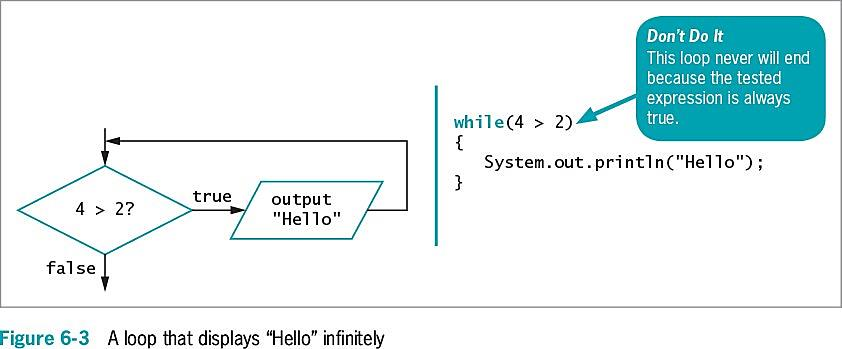 Don't Do It
This loop never will end
because the tested
expression is always
true.
while(4 > 2)
{
System.out.println("Hello");
}
4 > 2?
true
output
"Hello"
false
Figure 6-3 A loop that displays “Hello” infinitely